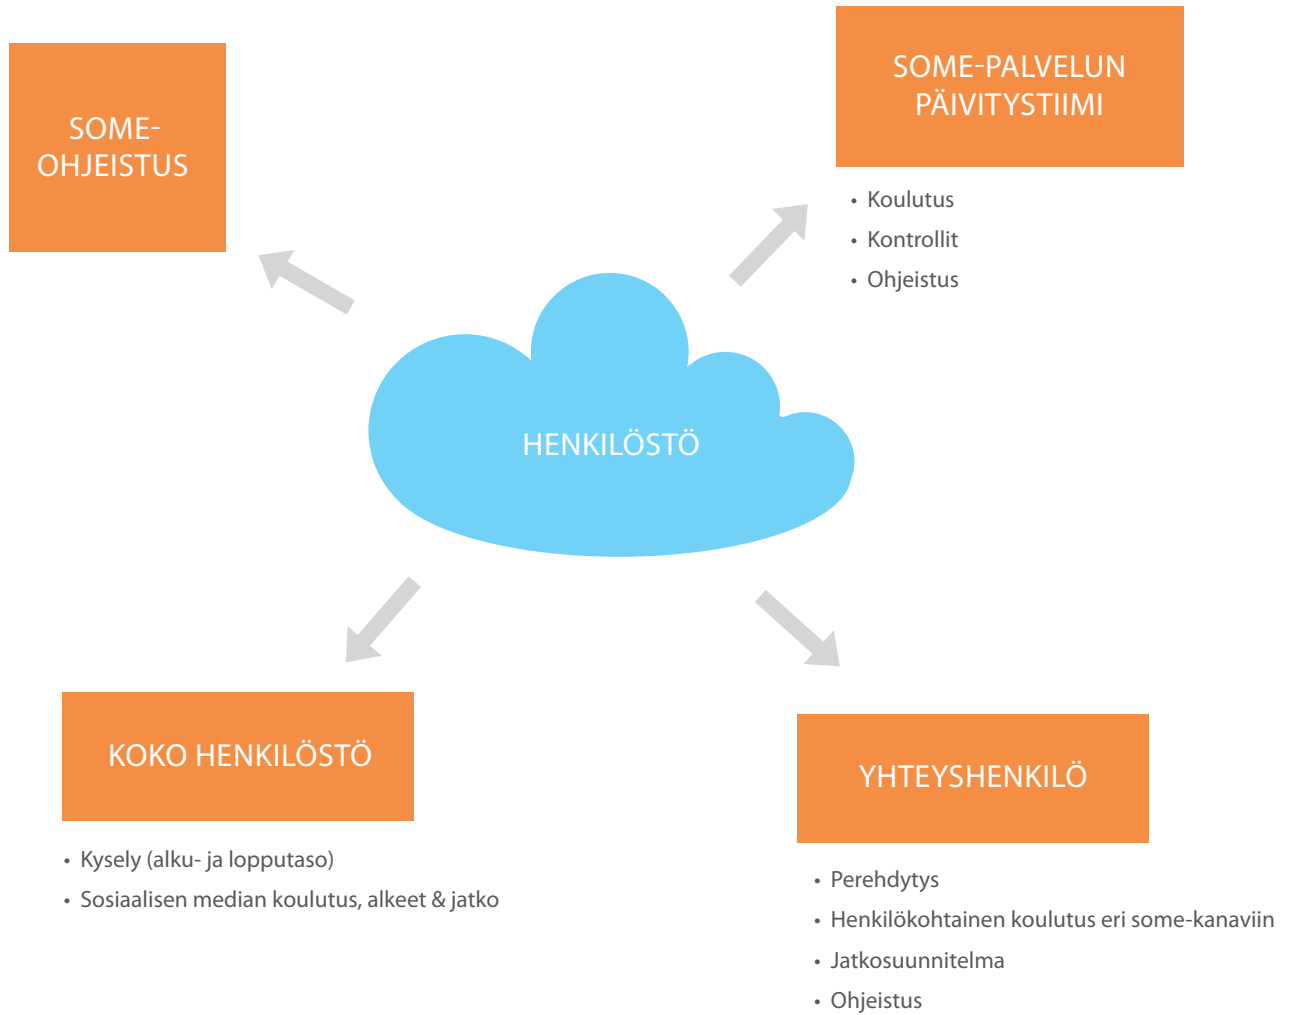 SOME-
OHJEISTUS
SOME-PALVELUN
PÄIVITYSTIIMI
• Koulutus
• Kontrollit
• Ohjeistus
HENKILÖSTÖ
KOKO HENKILÖSTÖ
• Kysely (alku- ja lopputaso)
• Sosiaalisen median koulutus, alkeet & jatko
YHTEYSHENKILÖ
• Perehdytys
• Henkilökohtainen koulutus eri some-kanaviin
• Jatkosuunnitelma
• Ohjeistus